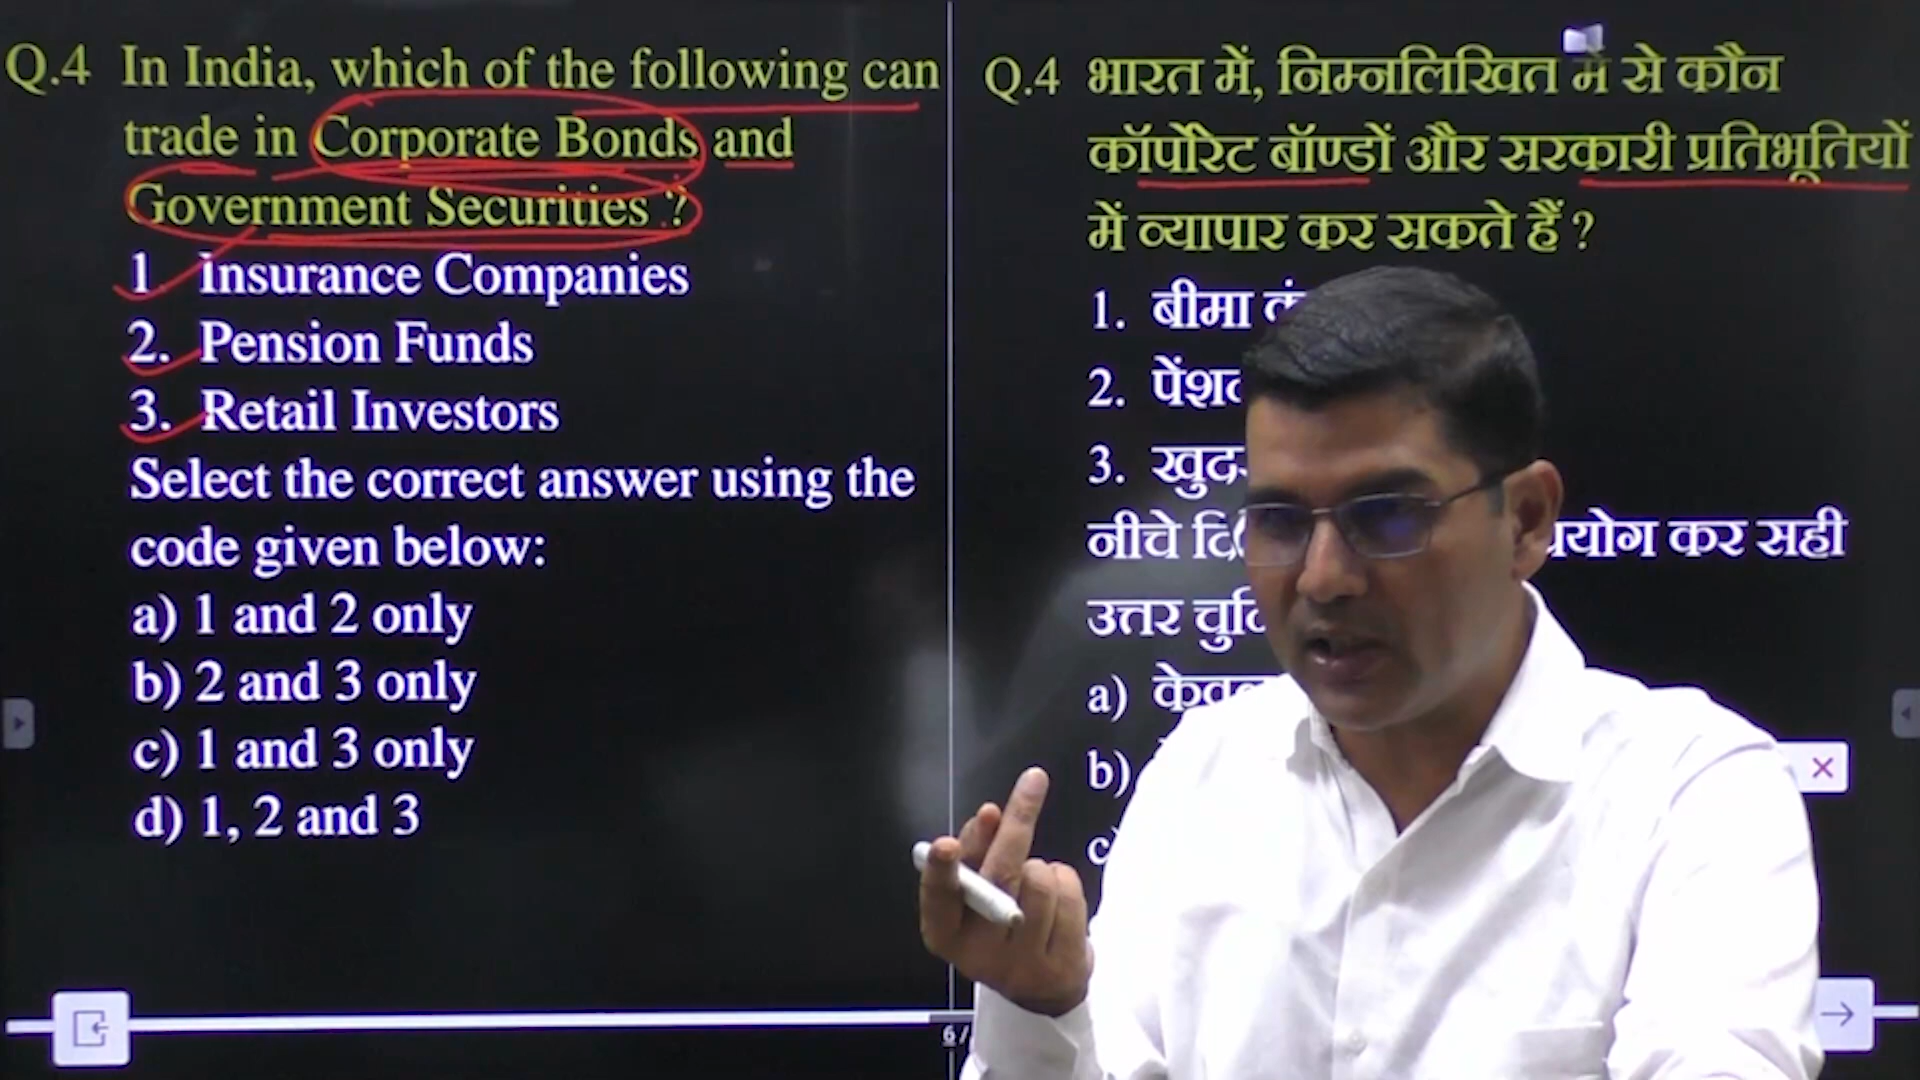 Q.4 In India, which of the following can
trade in Corporate Bonds and
Government Securities ?
1 Insurance Companies
2. Pension Funds
3. Retail Investors
Select the correct answer using the
code given below:
a) 1 and 2 only
b) 2 and 3 only
c) 1 and 3 only
d) 1, 2 and 3
Q.4 भारत में, निम्नलिखित में से कौन
कॉर्पोरेट बॉण्डों और सरकारी प्रतिभूतियों
में व्यापार कर सकते हैं ?
1. बीमा
2.
3.
नीचे
कर सही
उत्तर
a)
b)
6 /